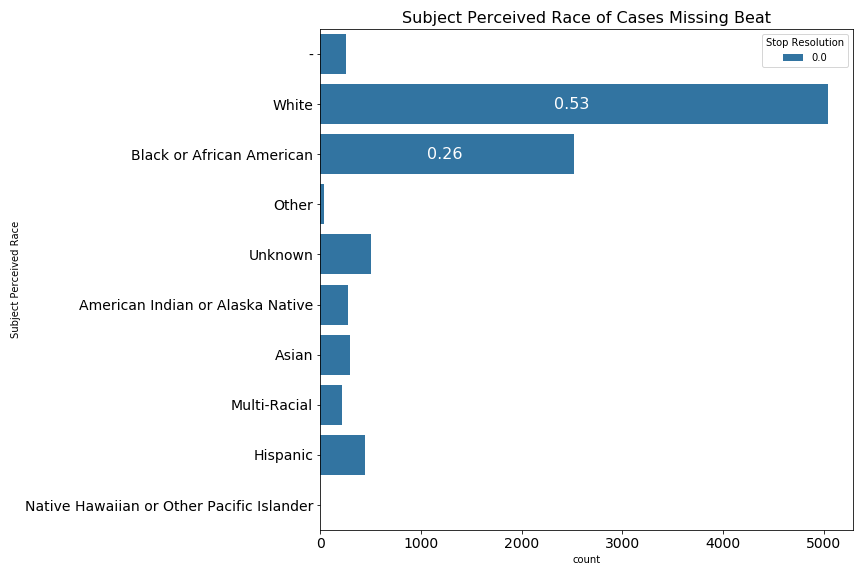 Subject Perceived Race of Cases Missing Beat
Stop Resolution
0.0
Subject Perceived Race
-
White
0.53
Black or African American
0.26
Other
Unknown
American Indian or Alaska Native
Asian
Multi-Racial
Hispanic
Native Hawaiian or Other Pacific Islander
0 1000 2000 3000 4000 5000
count